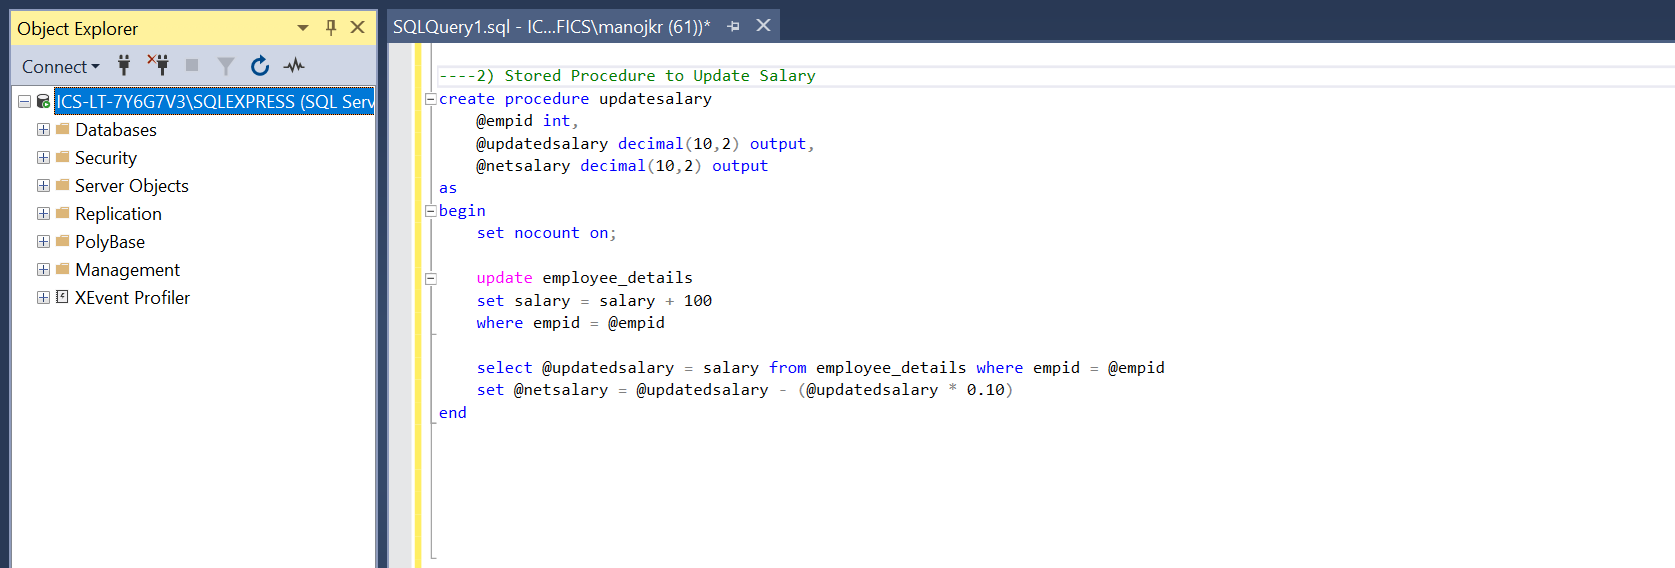 Object Explorer
Connect
ICS-LT-7Y6G7V3\SQLEXPRESS (SQL Serv
Databases
Security
Server Objects
Replication
PolyBase
Management
XEvent Profiler
SQLQuery1.sql - IC...FICS\manojkr (61))*
----2) Stored Procedure to Update Salary
create procedure updatesalary
    @empid int,
    @updatedsalary decimal(10,2) output,
    @netsalary decimal(10,2) output
as
begin
    set nocount on;
    update employee_details
    set salary = salary + 100
    where empid = @empid
    select @updatedsalary = salary from employee_details where empid = @empid
    set @netsalary = @updatedsalary - (@updatedsalary * 0.10)
end